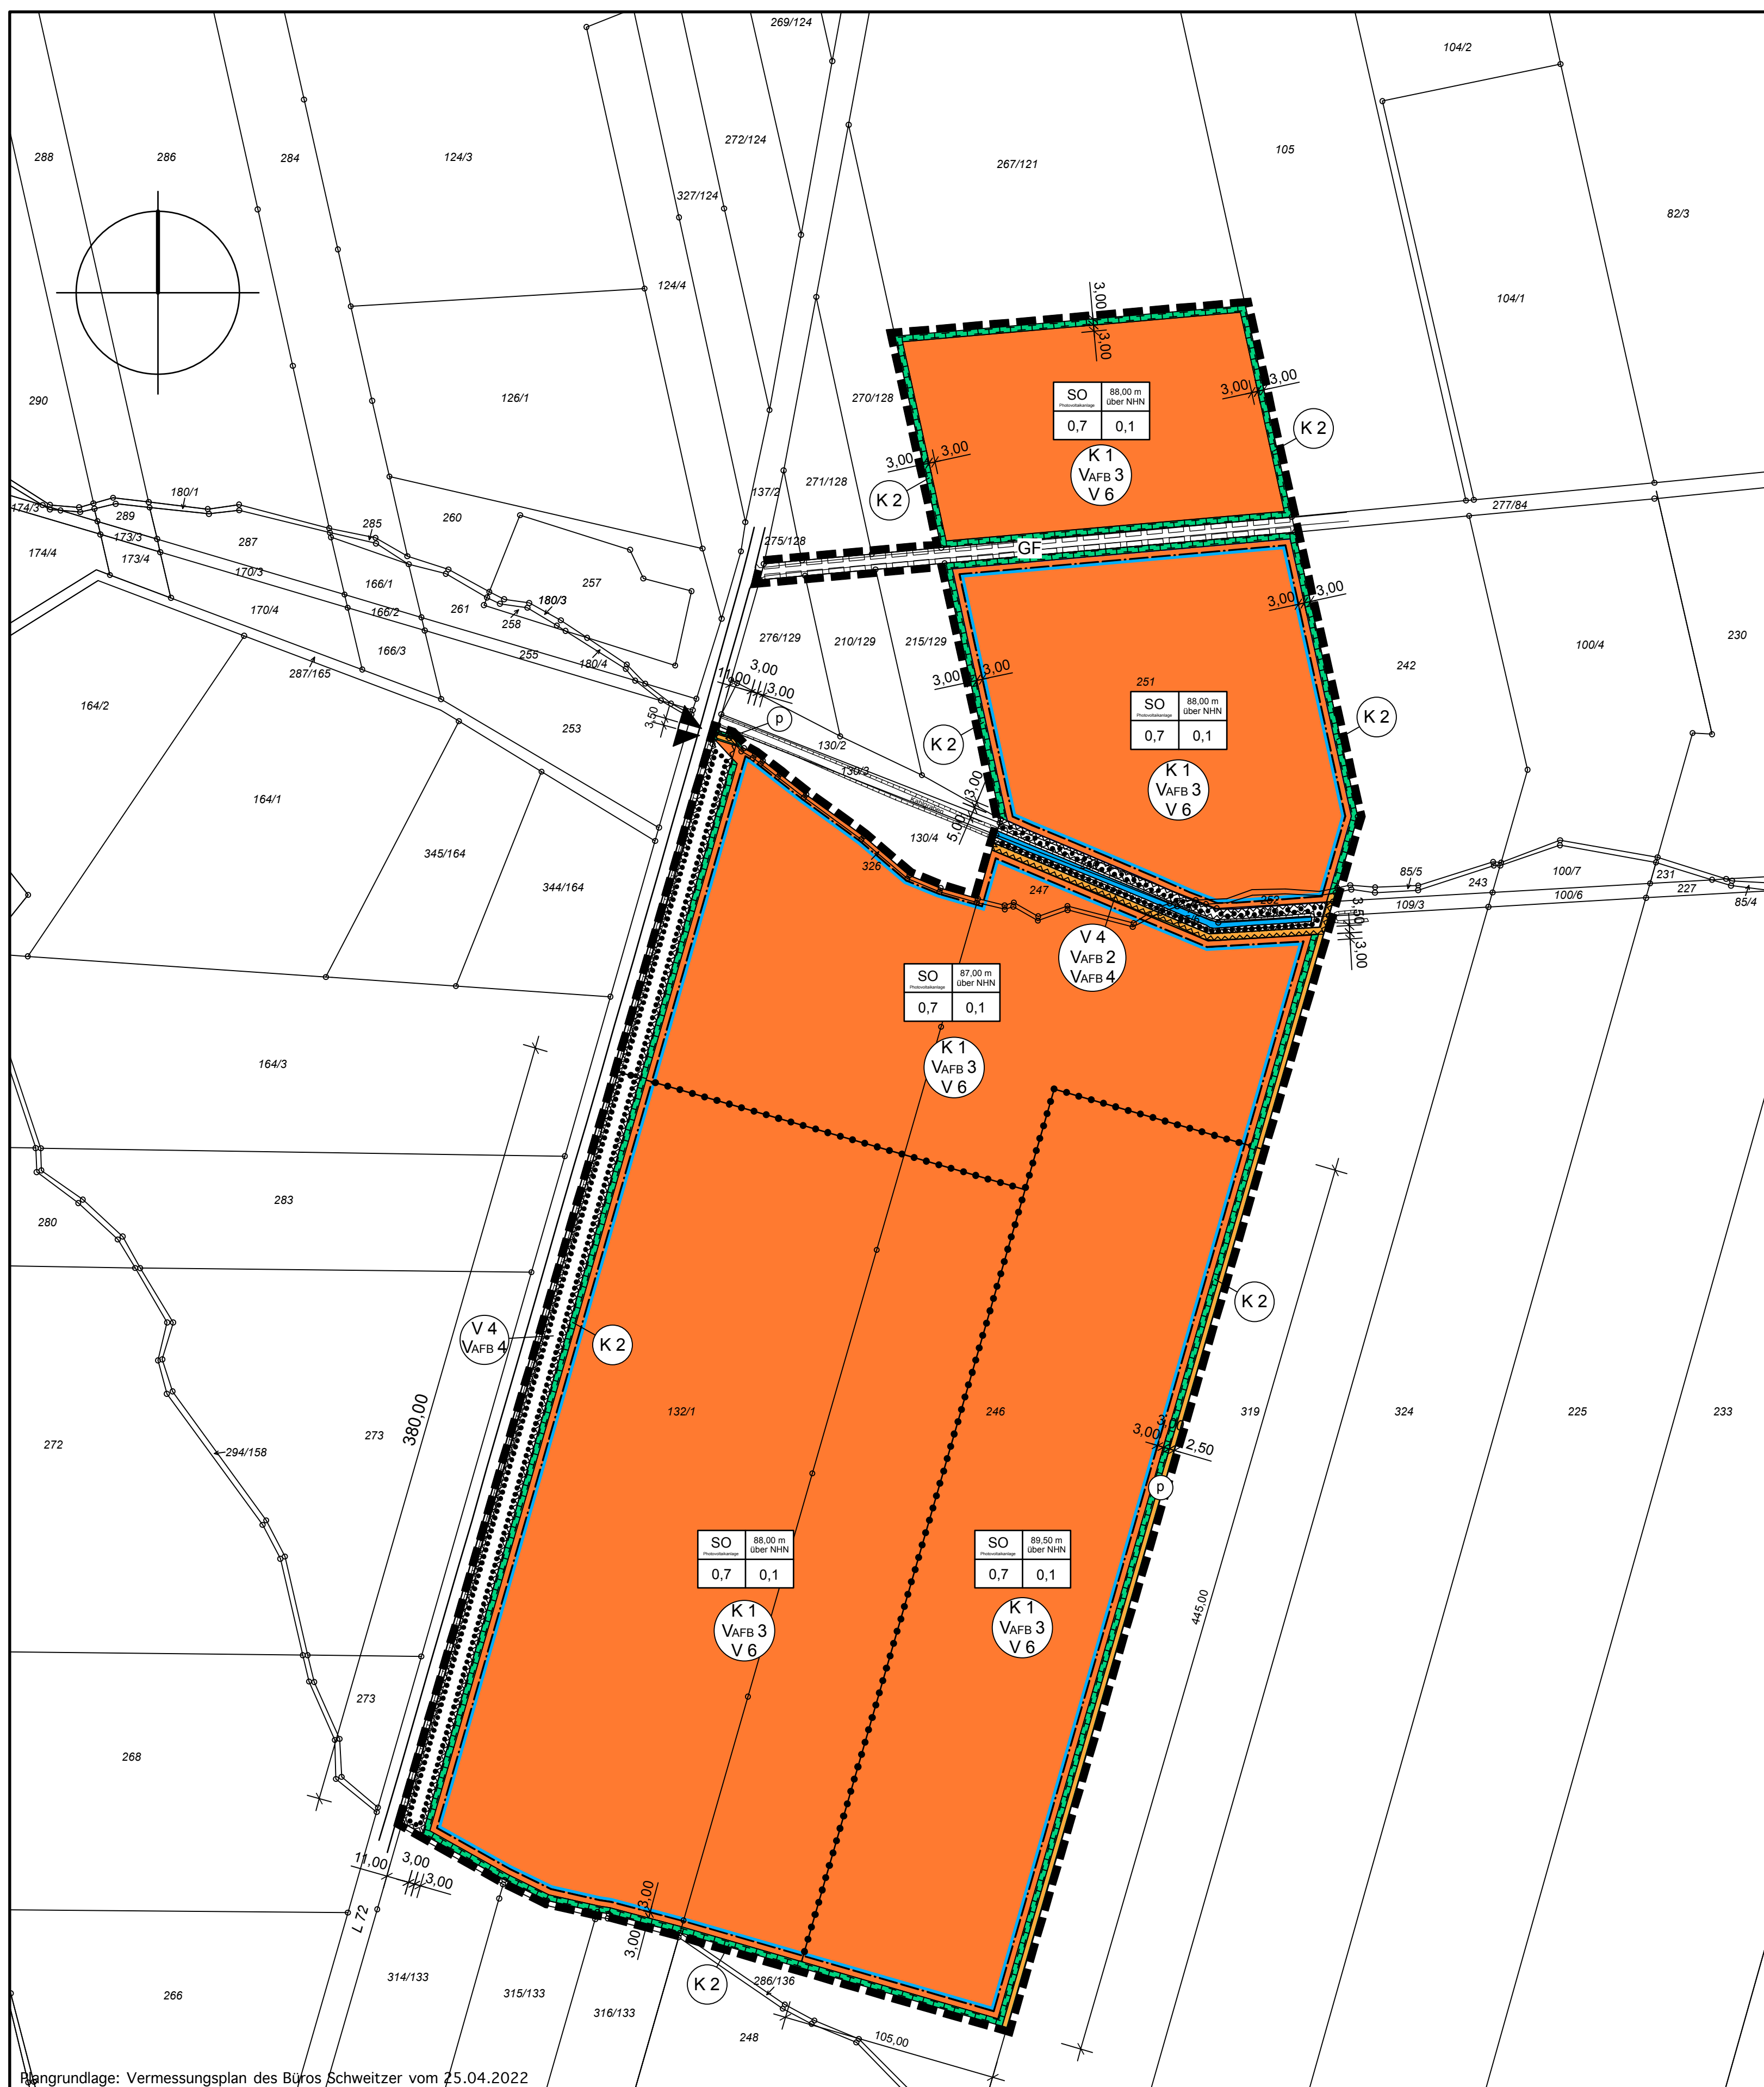 269/124
104/2
288
286
284
124/3
272/124
267/121
105
327/124
82/3
124/4
104/1
3,00
3,00
290
126/1
270/128
SO
Photovoltaikanlage
88,00 m
über NHN
0,7
0,1
3,00
3,00
K 2
K 1
VAFB 3
V 6
3,00
3,00
K 2
180/1
174/3
289
285
260
137/2
271/128
277/84
173/3
287
174/4
173/4
275/128
GF
170/3
166/1
257
180/3
170/4
166/2
261
258
3,00
3,00
276/129
210/129
215/129
230
100/4
166/3
255
180/4
242
287/165
11,00
3,00
3,00
3,00
3,00
251
164/2
SO
Photovoltaikanlage
88,00 m
über NHN
0,7
0,1
K 2
3,50
p
253
130/2
K 2
130/3
K 1
VAFB 3
V 6
164/1
3,00
5,00
130/4
345/164
344/164
326
247
252
85/5
243
100/7
231
227
100/6
109/3
85/4
3,50
3,00
V 4
VAFB 2
VAFB 4
SO
Photovoltaikanlage
87,00 m
über NHN
0,7
0,1
K 1
VAFB 3
V 6
164/3
283
280
K 2
V 4
VAFB 4
K 2
380,00
132/1
246
319
324
225
233
272
273
294/158
3,00
2,50
p
SO
Photovoltaikanlage
88,00 m
über NHN
0,7
0,1
SO
Photovoltaikanlage
89,50 m
über NHN
0,7
0,1
K 1
VAFB 3
V 6
K 1
VAFB 3
V 6
445,00
273
268
11,00
3,00
3,00
3,00
3,00
L 72
314/133
315/133
316/133
K 2
286/136
266
248
105,00
Plangrundlage: Vermessungsplan des Büros Schweitzer vom 25.04.2022